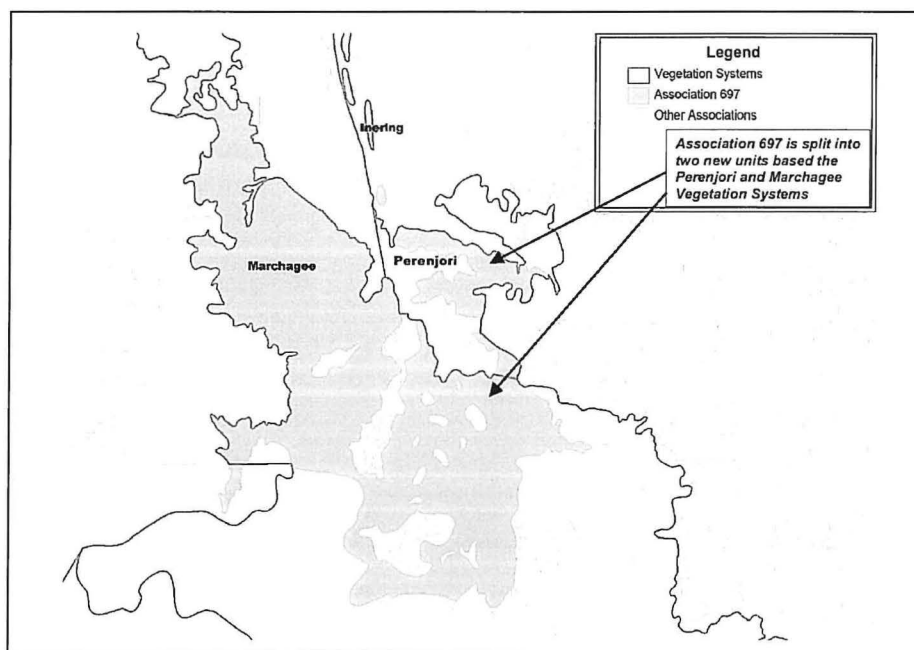 Legend
Vegetation Systems
Association 697
Other Associations
Association 697 is split into
two new units based the
Perenjori and Marchagee
Vegetation Systems
Inering
Marchagee
Perenjori